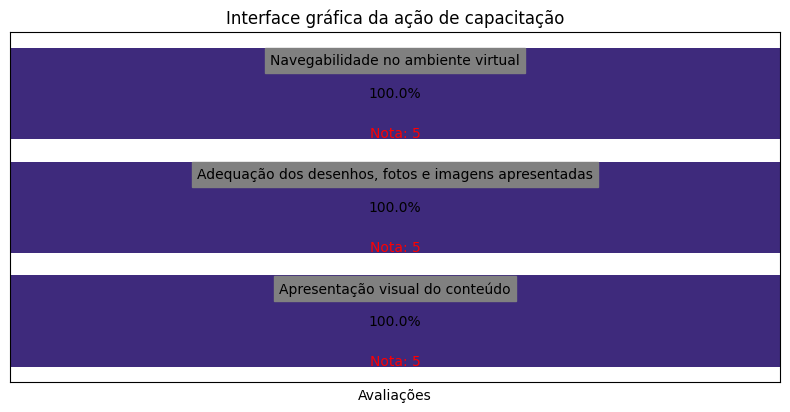 Interface gráfica da ação de capacitação
Navegabilidade no ambiente virtual
100.0%
Nota: 5
Adequação dos desenhos, fotos e imagens apresentadas
100.0%
Nota: 5
Apresentação visual do conteúdo
100.0%
Nota: 5
Avaliações